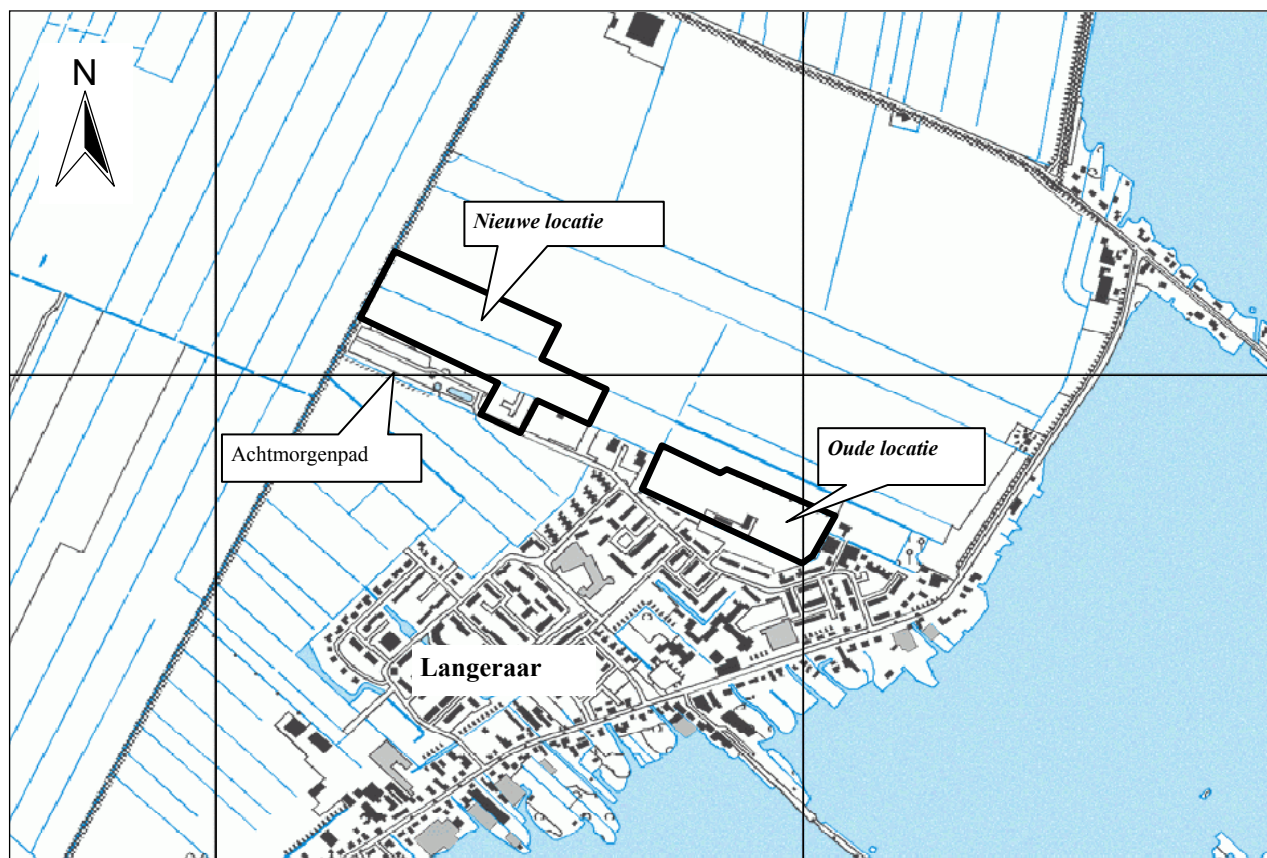 N
Nieuwe locatie
Oude locatie
Achtmorgenpad
Langeraar